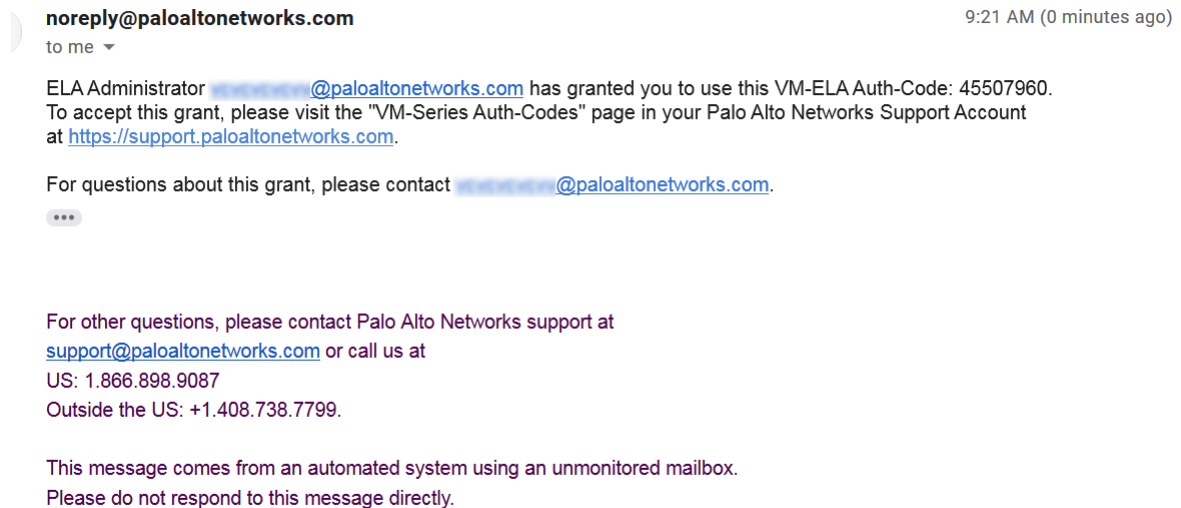 noreply@paloaltonetworks.com
9:21 AM (0 minutes ago)
to me
ELA Administrator @paloaltonetworks.com has granted you to use this VM-ELA Auth-Code: 45507960.
To accept this grant, please visit the "VM-Series Auth-Codes" page in your Palo Alto Networks Support Account
at https://support.paloaltonetworks.com.
For questions about this grant, please contact @paloaltonetworks.com.
For other questions, please contact Palo Alto Networks support at
support@paloaltonetworks.com or call us at
US: 1.866.898.9087
Outside the US: +1.408.738.7799.
This message comes from an automated system using an unmonitored mailbox.
Please do not respond to this message directly.